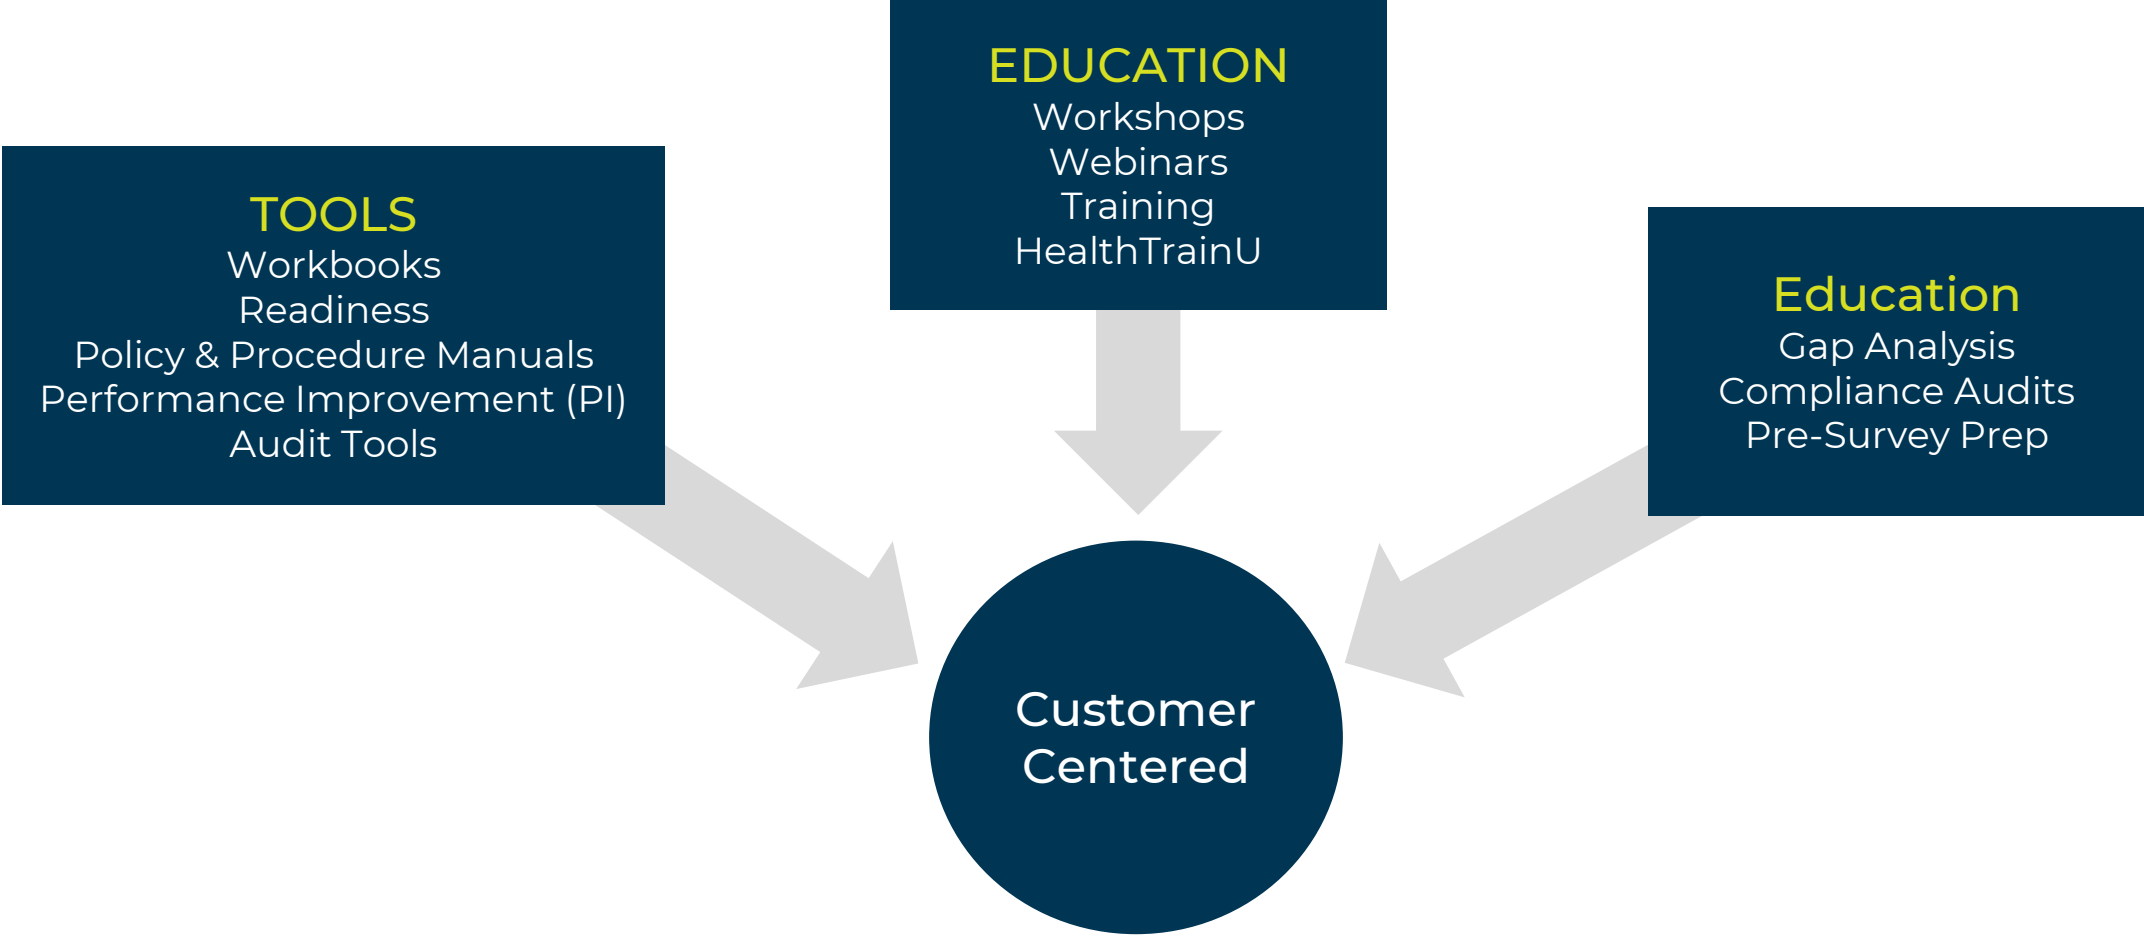 TOOLS
Workbooks
Readiness
Policy & Procedure Manuals
Performance Improvement (PI)
Audit Tools
EDUCATION
Workshops
Webinars
Training
HealthTrainU
Education
Gap Analysis
Compliance Audits
Pre-Survey Prep
Customer
Centered